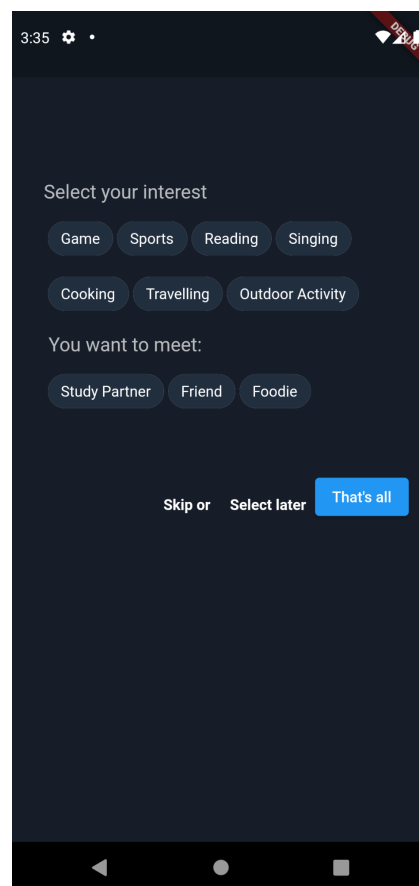 3:35
DEBUG
Select your interest
Game Sports Reading Singing
Cooking Travelling Outdoor Activity
You want to meet:
Study Partner Friend Foodie
Skip or Select later That's all